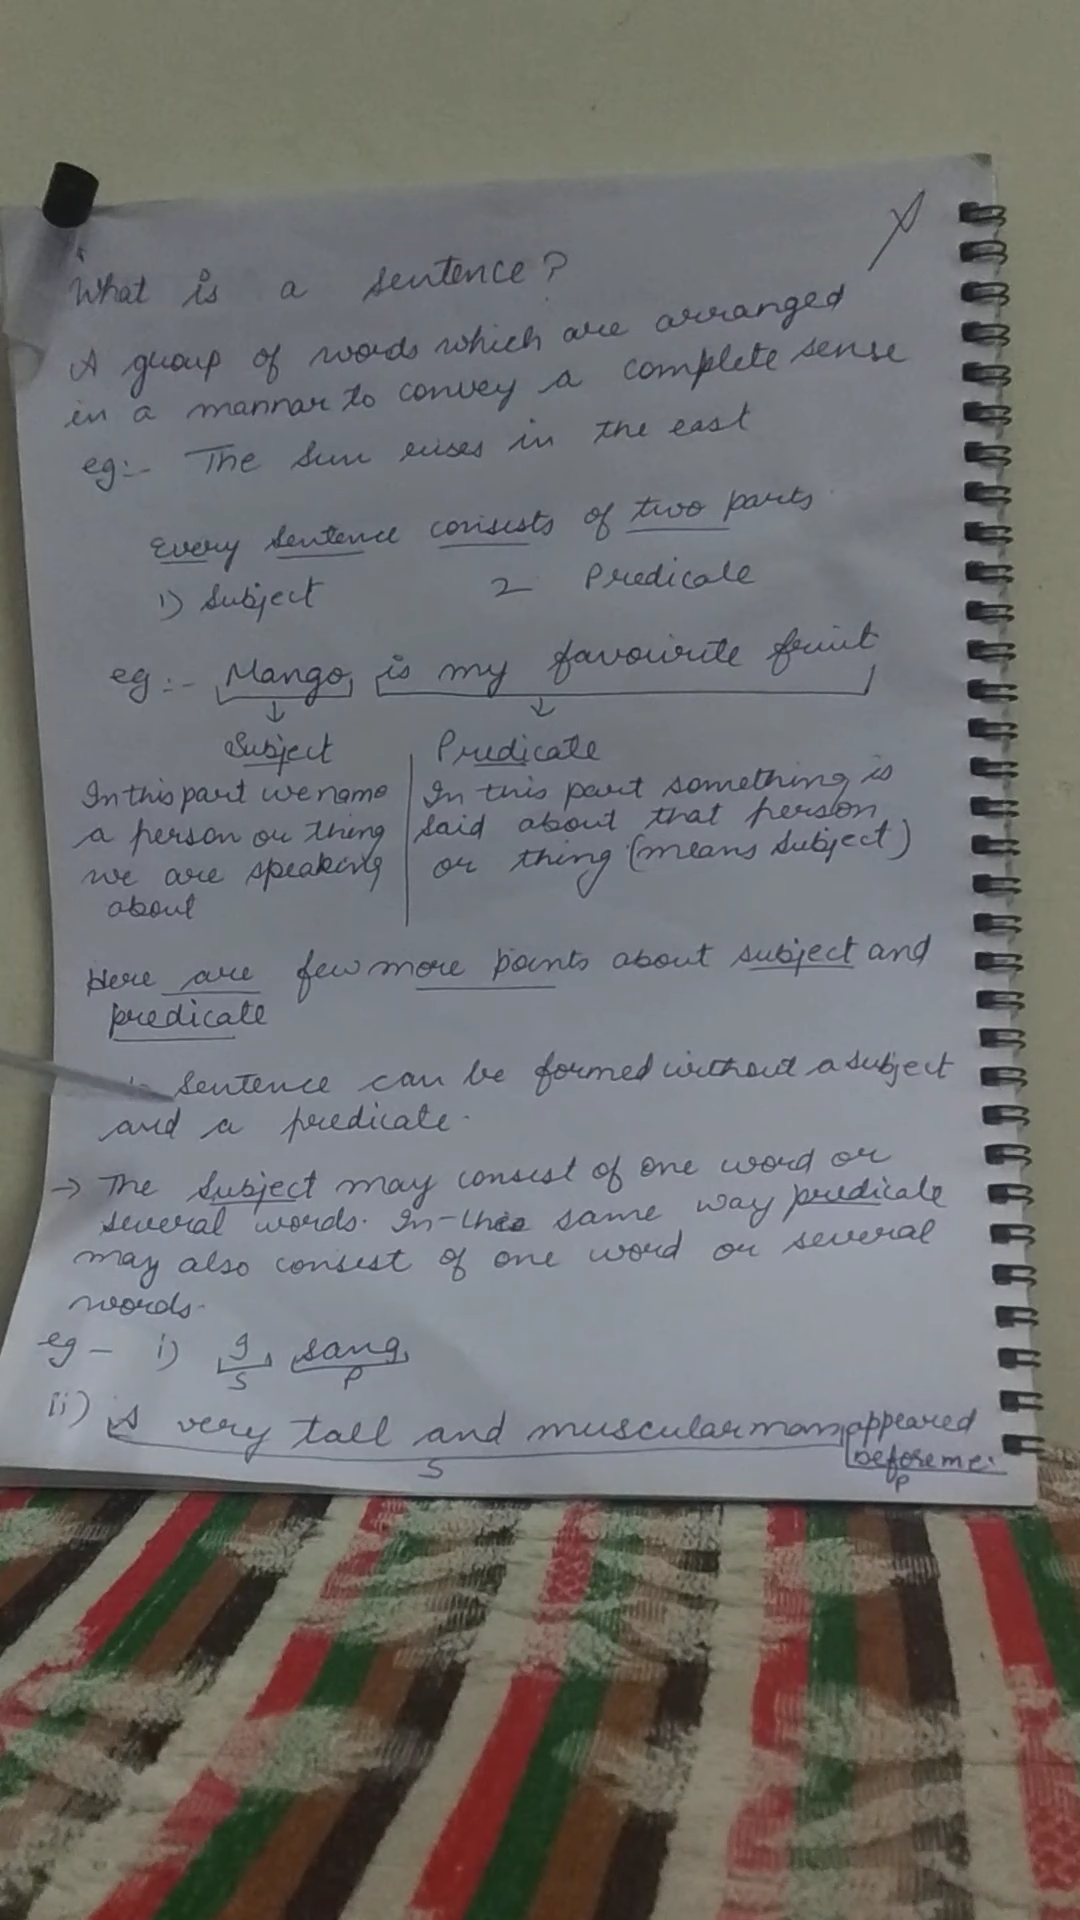 What is a sentence?
A group of words which are arranged
in a mannar to convey a complete sense
eg:- The Sun rises in the east
Every sentence consists of two parts
1) Subject 2 Predicate
eg:- Mango is my favourite fruit
Subject Predicate
In this part we name
a person or thing
we are speaking
about
In this part something is
said about that person
or thing (means subject)
Here are few more points about subject and
predicate
Sentence can be formed without a subject
and a predicate.
→ The Subject may consist of one word or
several words. In the same way predicate
may also consist of one word or several
words.
eg - i) I sang
S P
ii) A very tall and muscular man appeared
before me.
S P